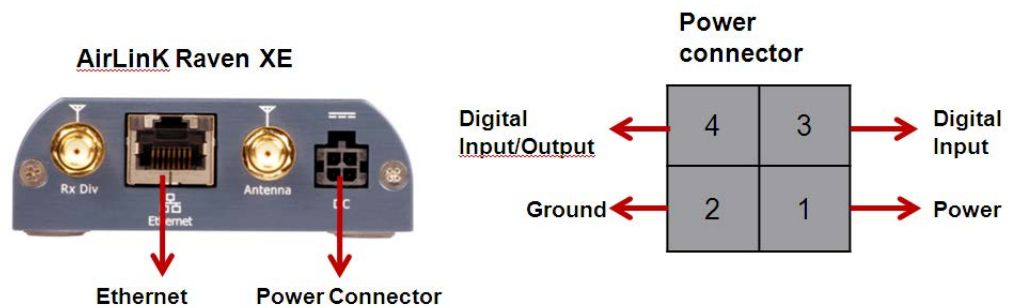 AirLinK Raven XE
Rx Div
Ethernet
Antenna
DC
Ethernet
Power Connector
Power
connector
Digital
Input/Output
4
3
Digital
Input
Ground
2
1
Power